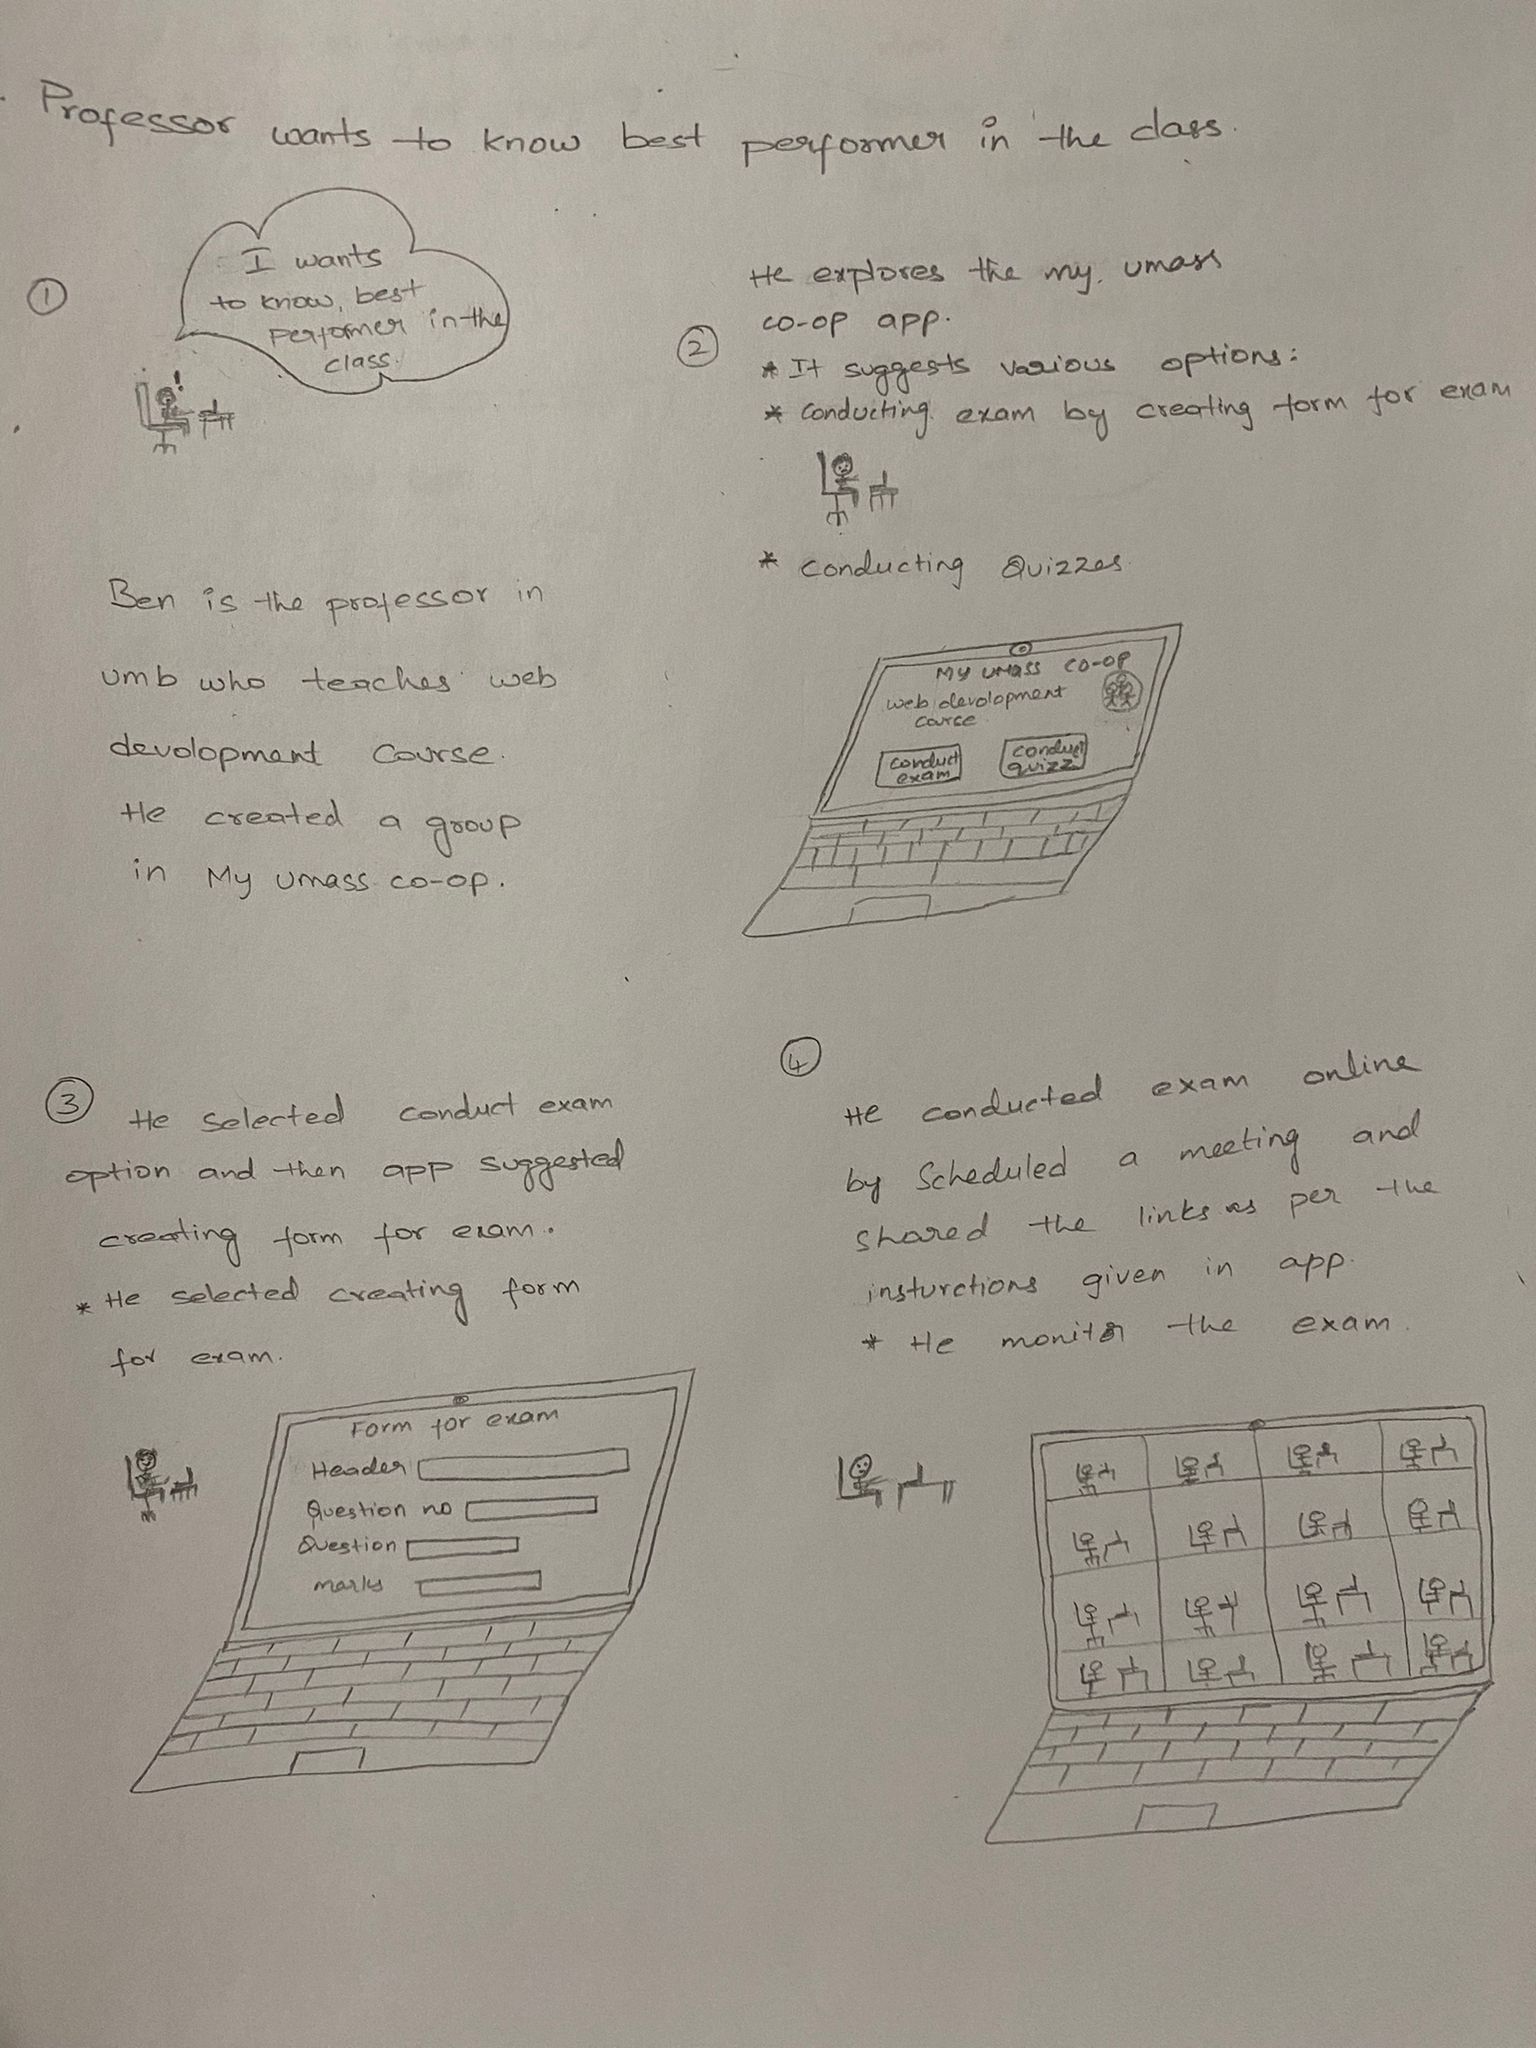 Professor wants to know best performer in the class.
1
I wants
to know, best
performer in the
class.
!
Ben is the professor in
umb who teaches web
devolopment course.
He created a group
in My Umass co-op.
2
He explores the my umass
co-op app.
* It suggests various options:
* Conducting exam by creating form for exam
* Conducting Quizzes
My UMASS CO-OP
web devolopment
course
conduct
exam
conduct
quizz
3
He selected conduct exam
option and then app suggested
creating form for exam.
* He selected creating form
for exam.
Form for exam
Header
Question no
Question
marks
4
He conducted exam online
by Scheduled a meeting and
shared the links as per the
insturctions given in app.
* He monitor the exam.